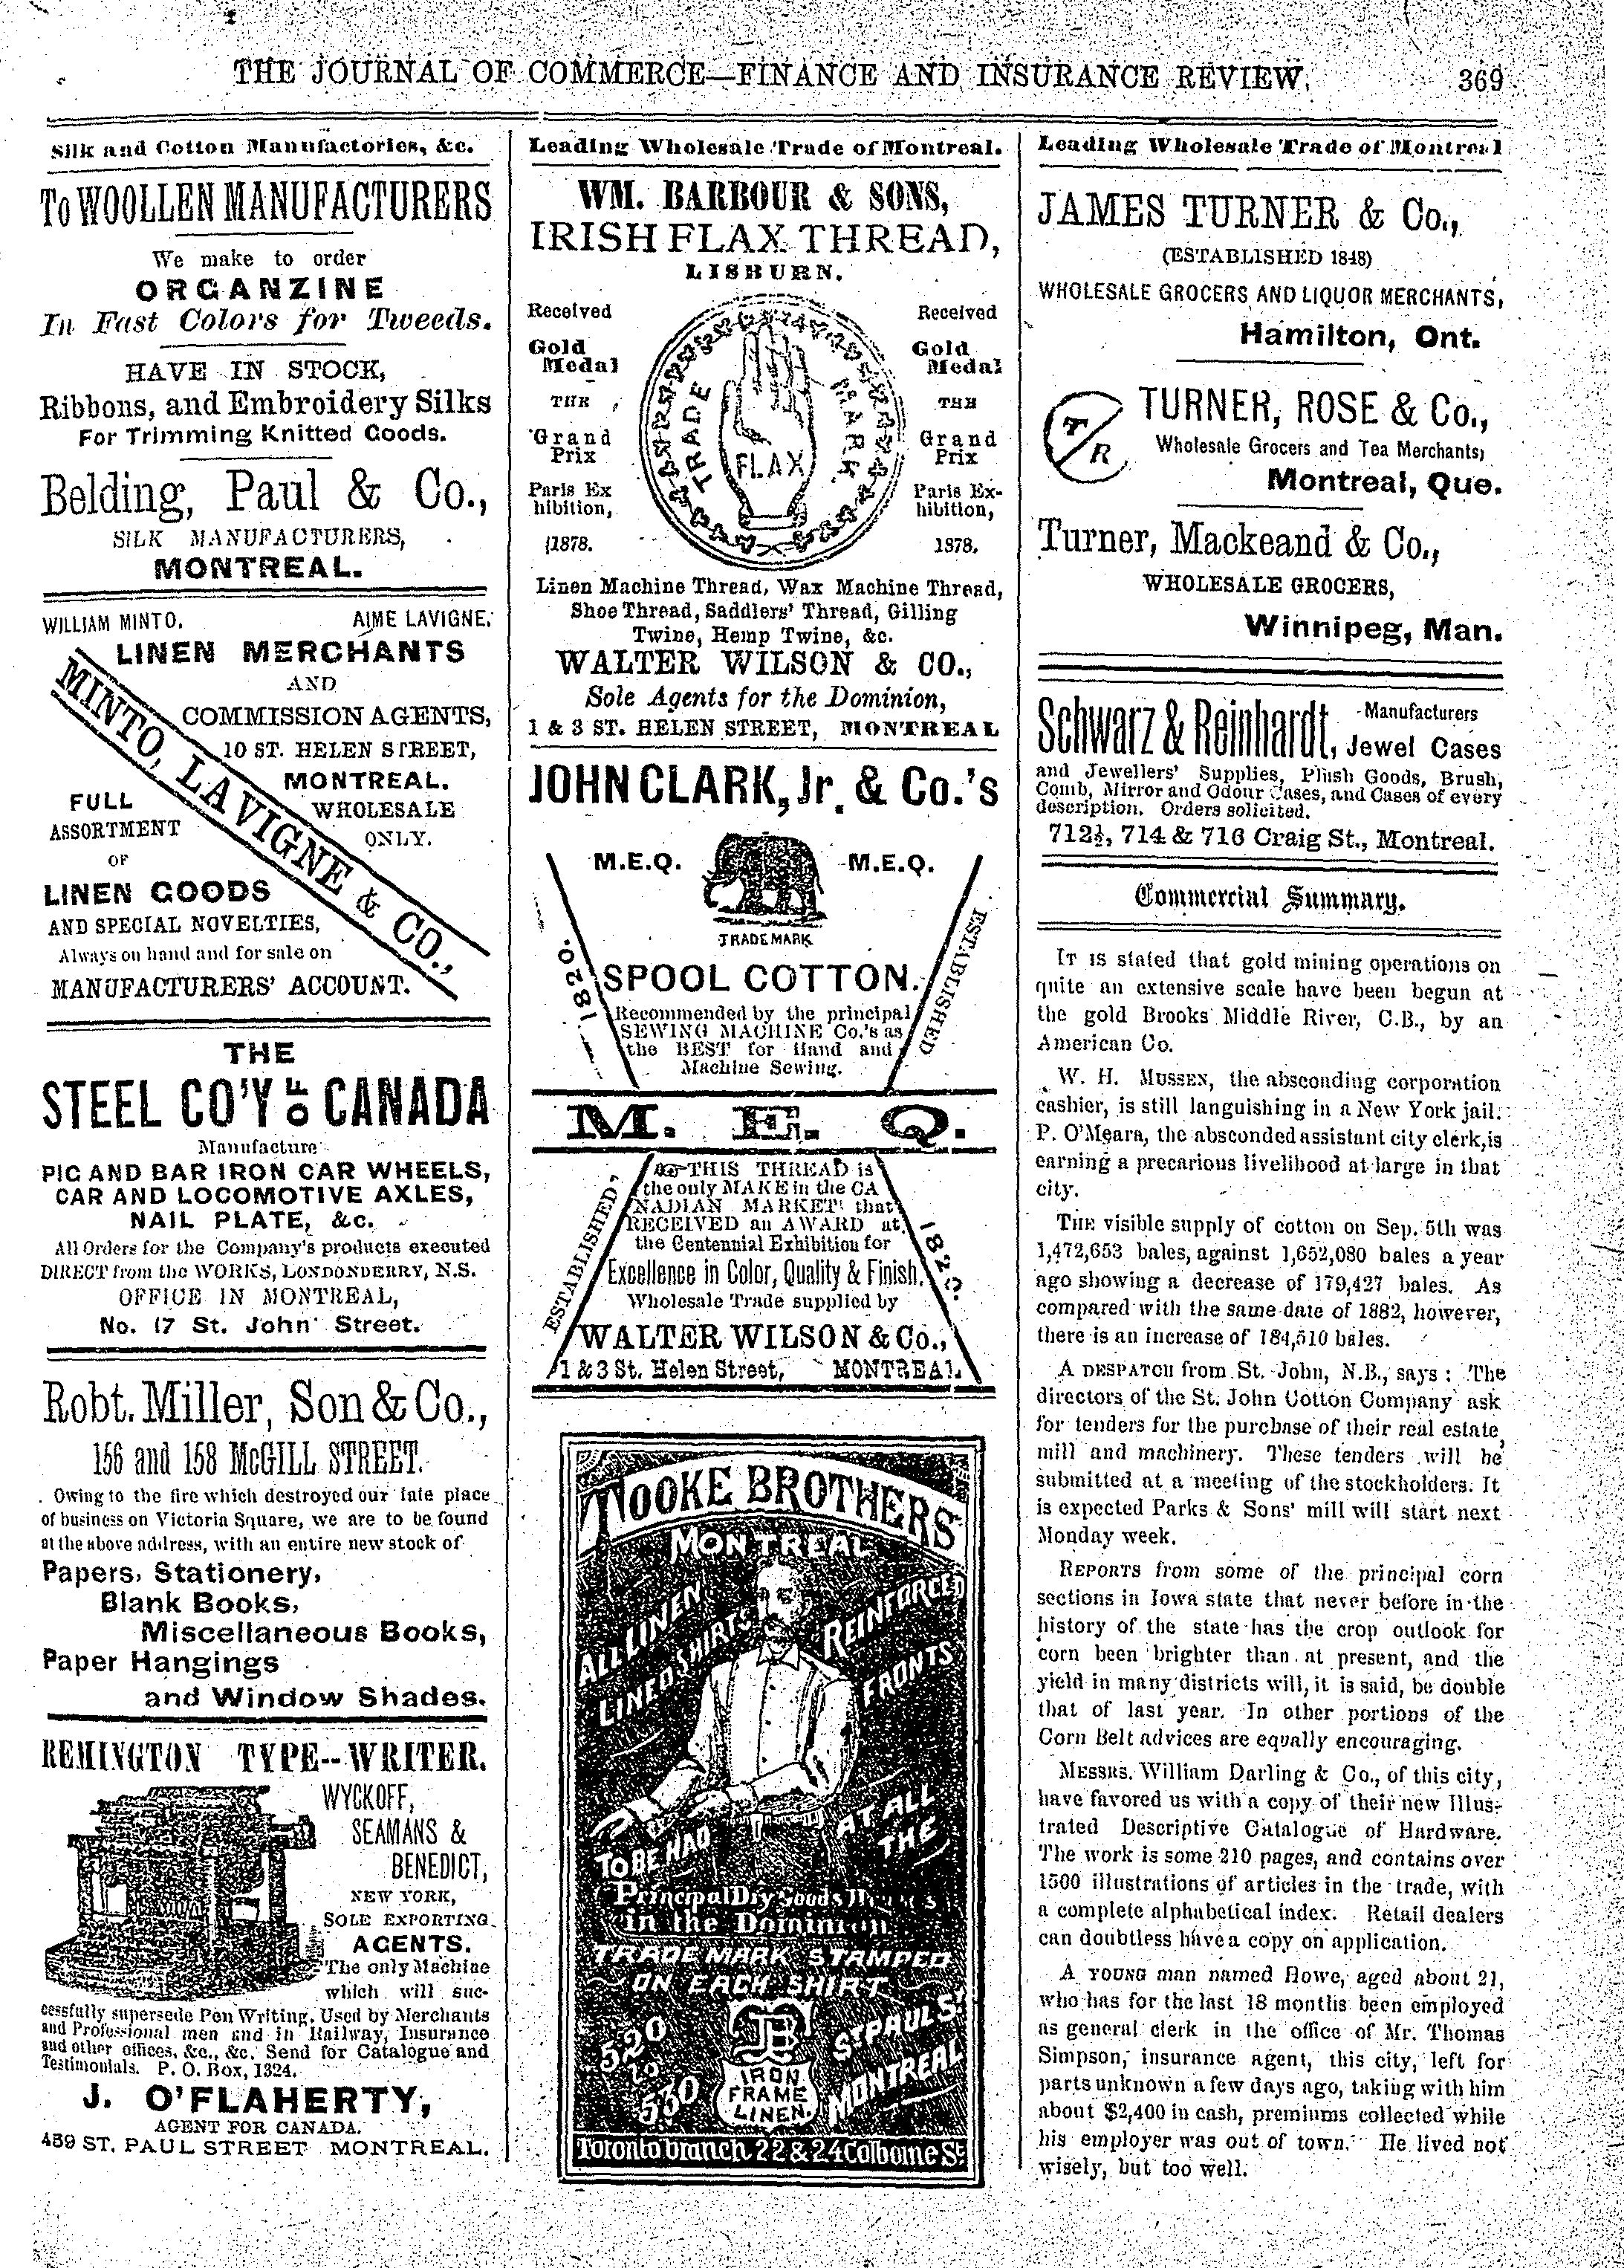 THE JOURNAL OF COMMERCE—FINANCE AND INSURANCE REVIEW. 369
Silk and Cotton Manufactories, &c.
To WOOLLEN MANUFACTURERS
We make to order
ORGANZINE
In Fast Colors for Tweeds.
HAVE IN STOCK,
Ribbons, and Embroidery Silks
For Trimming Knitted Goods.
Belding, Paul & Co.,
SILK MANUFACTURERS,
MONTREAL.
WILLIAM MINTO. AIME LAVIGNE.
LINEN MERCHANTS
AND
COMMISSION AGENTS,
10 ST. HELEN STREET,
MONTREAL.
WHOLESALE
ONLY.
MINTO, LAVIGNE & CO.,
FULL
ASSORTMENT
OF
LINEN GOODS
AND SPECIAL NOVELTIES,
Always on hand and for sale on
MANUFACTURERS' ACCOUNT.
THE
STEEL CO'Y OF CANADA
Manufacture
PIG AND BAR IRON CAR WHEELS,
CAR AND LOCOMOTIVE AXLES,
NAIL PLATE, &c.
All Orders for the Company's products executed
DIRECT from the WORKS, LONDONDERRY, N.S.
OFFICE IN MONTREAL,
No. 17 St. John Street.
Robt. Miller, Son & Co.,
156 and 158 McGILL STREET.
Owing to the fire which destroyed our late place
of business on Victoria Square, we are to be found
at the above address, with an entire new stock of
Papers, Stationery,
Blank Books,
Miscellaneous Books,
Paper Hangings
and Window Shades.
REMINGTON TYPE--WRITER.
WYCKOFF,
SEAMANS &
BENEDICT,
NEW YORK,
SOLE EXPORTING
AGENTS.
The only Machine
which will suc-
cessfully supersede Pen Writing. Used by Merchants
and Professional men and in Railway, Insurance
and other offices, &c., &c. Send for Catalogue and
Testimonials. P. O. Box, 1324.
J. O'FLAHERTY,
AGENT FOR CANADA.
459 ST. PAUL STREET MONTREAL.
Leading Wholesale Trade of Montreal.
WM. BARBOUR & SONS,
IRISH FLAX THREAD,
LISBURN.
Received
Gold
Medal
THE
Grand
Prix
Paris Ex
hibition,
1878.
TRADE MARK
FLAX
Received
Gold
Medal
THE
Grand
Prix
Paris Ex-
hibition,
1878.
Linen Machine Thread, Wax Machine Thread,
Shoe Thread, Saddlers' Thread, Gilling
Twine, Hemp Twine, &c.
WALTER WILSON & CO.,
Sole Agents for the Dominion,
1 & 3 ST. HELEN STREET, MONTREAL
JOHN CLARK, Jr. & Co.'s
M.E.Q. M.E.Q.
TRADE MARK
1820.
ESTABLISHED
SPOOL COTTON.
Recommended by the principal
SEWING MACHINE Co.'s as
the BEST for Hand and
Machine Sewing.
M. E. Q.
THIS THREAD is
the only MAKE in the CA
NADIAN MARKET that
RECEIVED an AWARD at
the Centennial Exhibition for
Excellence in Color, Quality & Finish.
ESTABLISHED
1820.
Wholesale Trade supplied by
WALTER WILSON & Co.,
1 & 3 St. Helen Street, MONTREAL
TOOKE BROTHERS
MONTREAL
ALL LINEN
LINED SHIRTS
REINFORCED
FRONTS
TO BE HAD
AT ALL
THE
Principal Dry Goods
in the Dominion
TRADE MARK STAMPED
ON EACH SHIRT
520
TO
530
IRON
FRAME
LINEN.
ST PAUL ST
MONTREAL
Toronto branch 22 & 24 Colborne St
Leading Wholesale Trade of Montreal
JAMES TURNER & Co.,
(ESTABLISHED 1848)
WHOLESALE GROCERS AND LIQUOR MERCHANTS,
Hamilton, Ont.
T/R
TURNER, ROSE & Co.,
Wholesale Grocers and Tea Merchants,
Montreal, Que.
Turner, Mackeand & Co.,
WHOLESALE GROCERS,
Winnipeg, Man.
Schwarz & Reinhardt, Manufacturers
Jewel Cases
and Jewellers' Supplies, Plush Goods, Brush,
Comb, Mirror and Odour Cases, and Cases of every
description. Orders solicited.
712½, 714 & 716 Craig St., Montreal.
Commercial Summary.
IT IS stated that gold mining operations on
quite an extensive scale have been begun at
the gold Brooks Middle River, C.B., by an
American Co.
W. H. MUSSEN, the absconding corporation
cashier, is still languishing in a New York jail.
P. O'Meara, the absconded assistant city clerk, is
earning a precarious livelihood at large in that
city.
THE visible supply of cotton on Sep. 5th was
1,472,653 bales, against 1,652,080 bales a year
ago showing a decrease of 179,427 bales. As
compared with the same date of 1882, however,
there is an increase of 184,510 bales.
A DESPATCH from St. John, N.B., says: The
directors of the St. John Cotton Company ask
for tenders for the purchase of their real estate,
mill and machinery. These tenders will be
submitted at a meeting of the stockholders. It
is expected Parks & Sons' mill will start next
Monday week.
REPORTS from some of the principal corn
sections in Iowa state that never before in the
history of the state has the crop outlook for
corn been brighter than at present, and the
yield in many districts will, it is said, be double
that of last year. In other portions of the
Corn Belt advices are equally encouraging.
MESSRS. William Darling & Co., of this city,
have favored us with a copy of their new Illus-
trated Descriptive Catalogue of Hardware.
The work is some 210 pages, and contains over
1500 illustrations of articles in the trade, with
a complete alphabetical index. Retail dealers
can doubtless have a copy on application.
A YOUNG man named Howe, aged about 21,
who has for the last 18 months been employed
as general clerk in the office of Mr. Thomas
Simpson, insurance agent, this city, left for
parts unknown a few days ago, taking with him
about $2,400 in cash, premiums collected while
his employer was out of town. He lived not
wisely, but too well.